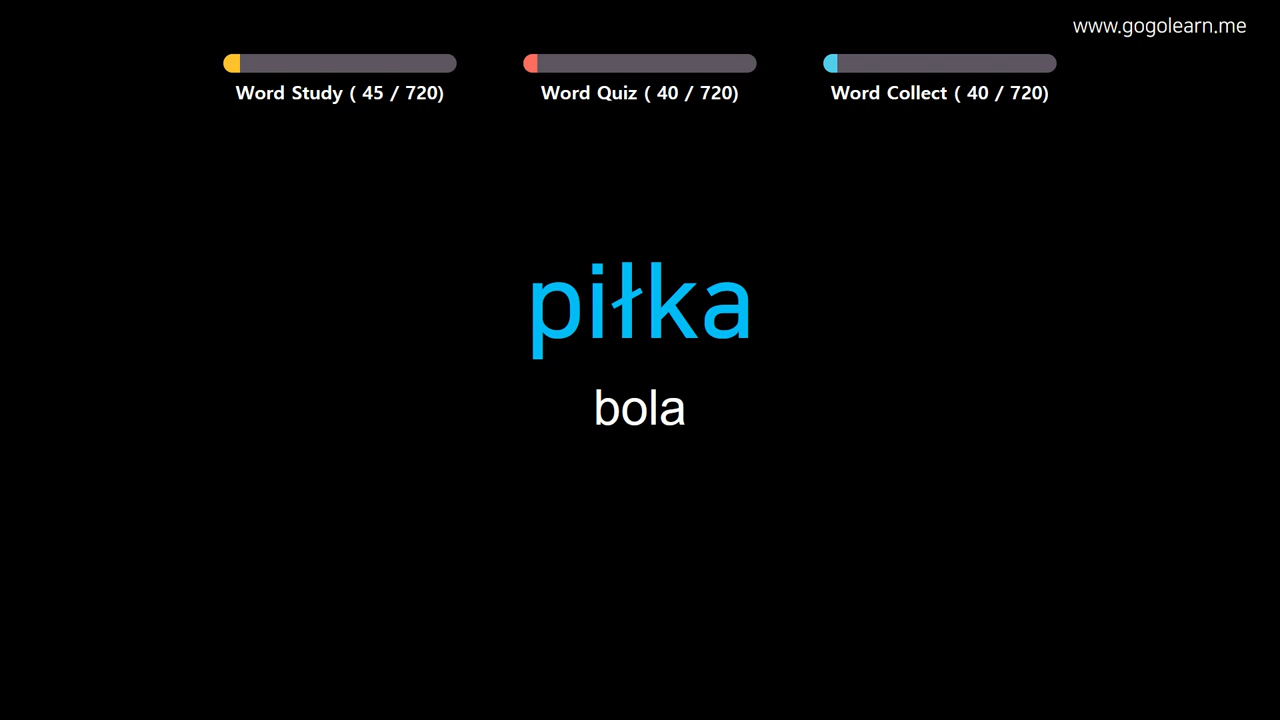 www.gogolearn.me
Word Study ( 45 / 720)
Word Quiz ( 40 / 720)
Word Collect ( 40 / 720)
piłka
bola